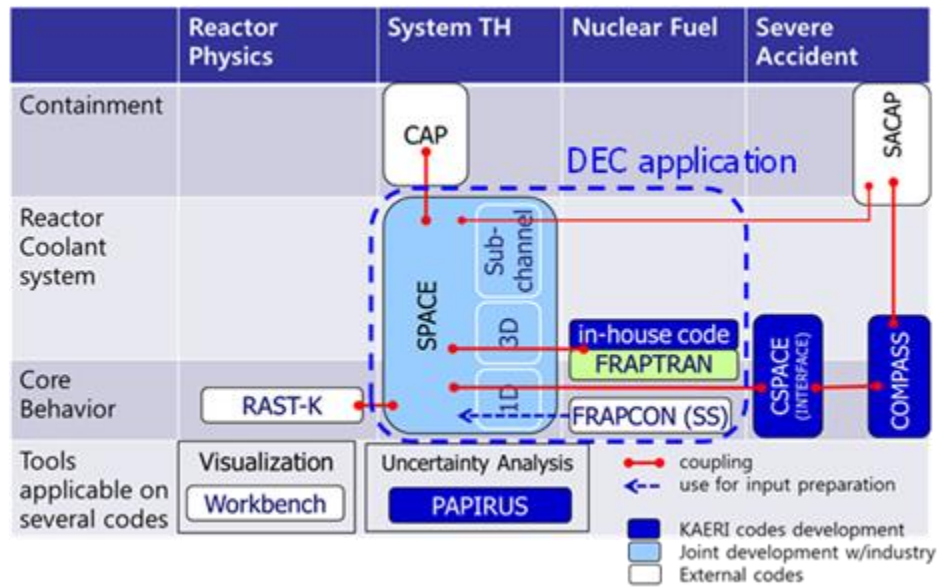 Reactor
Physics
System TH
Nuclear Fuel
Severe
Accident
Containment
CAP
SACAP
DEC application
Reactor
Coolant
system
SPACE
Sub-
channel
3D
1D
in-house code
FRAPTRAN
CSPACE
(INTERFACE)
COMPASS
Core
Behavior
RAST-K
FRAPCON (SS)
Tools
applicable on
several codes
Visualization
Workbench
Uncertainty Analysis
PAPIRUS
coupling
use for input preparation
KAERI codes development
Joint development w/industry
External codes